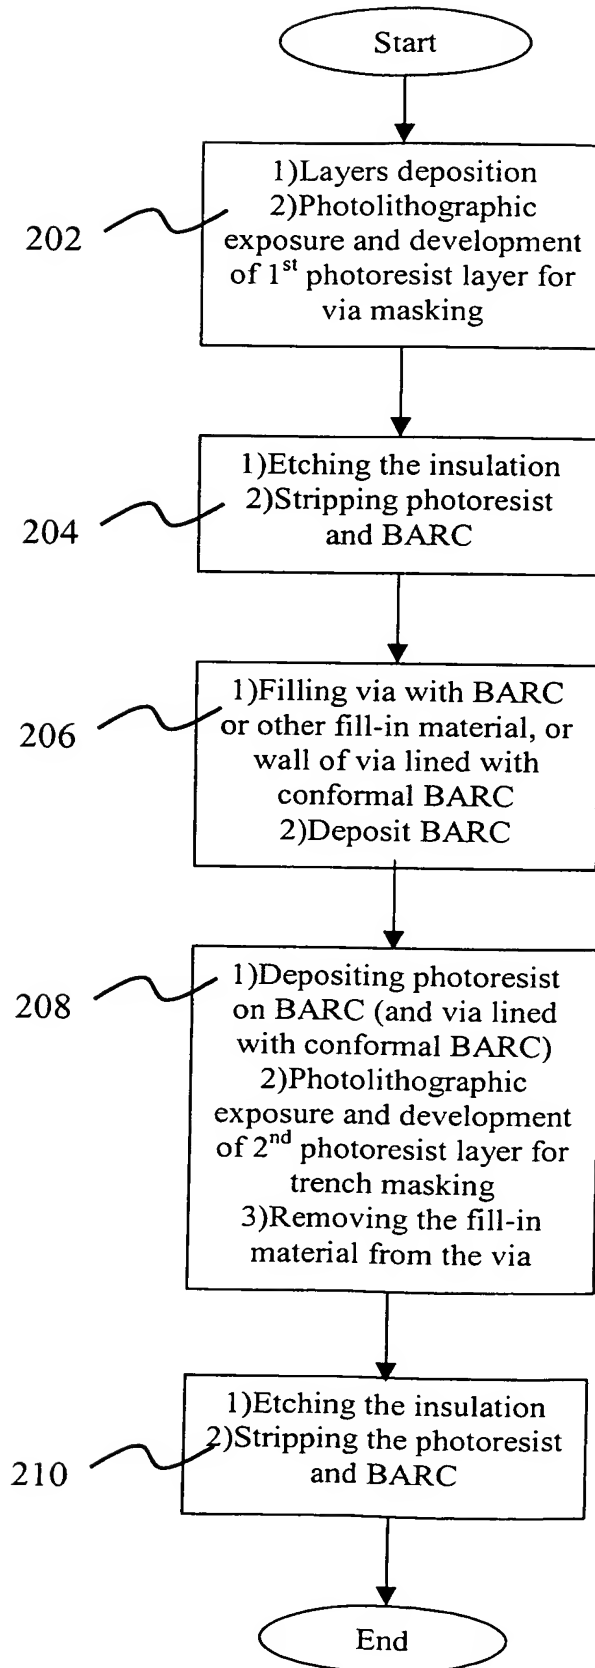 Start
1)Layers deposition
2)Photolithographic
exposure and development
of 1st photoresist layer for
via masking
202
1)Etching the insulation
2)Stripping photoresist
and BARC
204
1)Filling via with BARC
or other fill-in material, or
wall of via lined with
conformal BARC
2)Deposit BARC
206
1)Depositing photoresist
on BARC (and via lined
with conformal BARC)
2)Photolithographic
exposure and development
of 2nd photoresist layer for
trench masking
3)Removing the fill-in
material from the via
208
1)Etching the insulation
2)Stripping the photoresist
and BARC
210
End